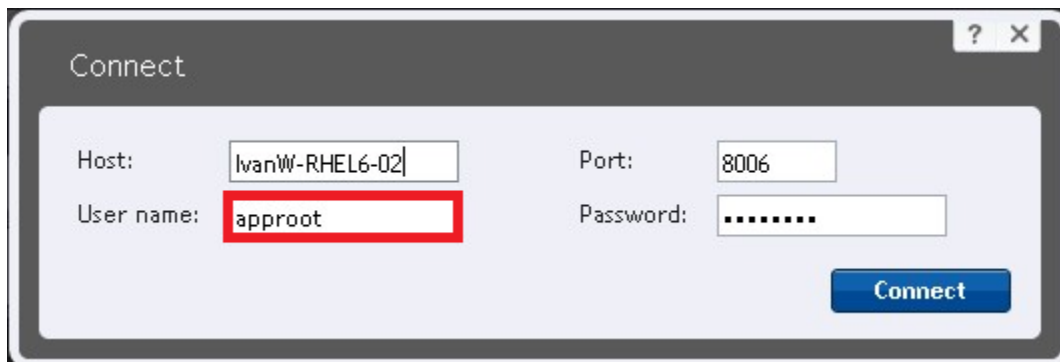 ? X
Connect
Host: IvanW-RHEL6-02 Port: 8006
User name: approot Password: ••••••••
Connect